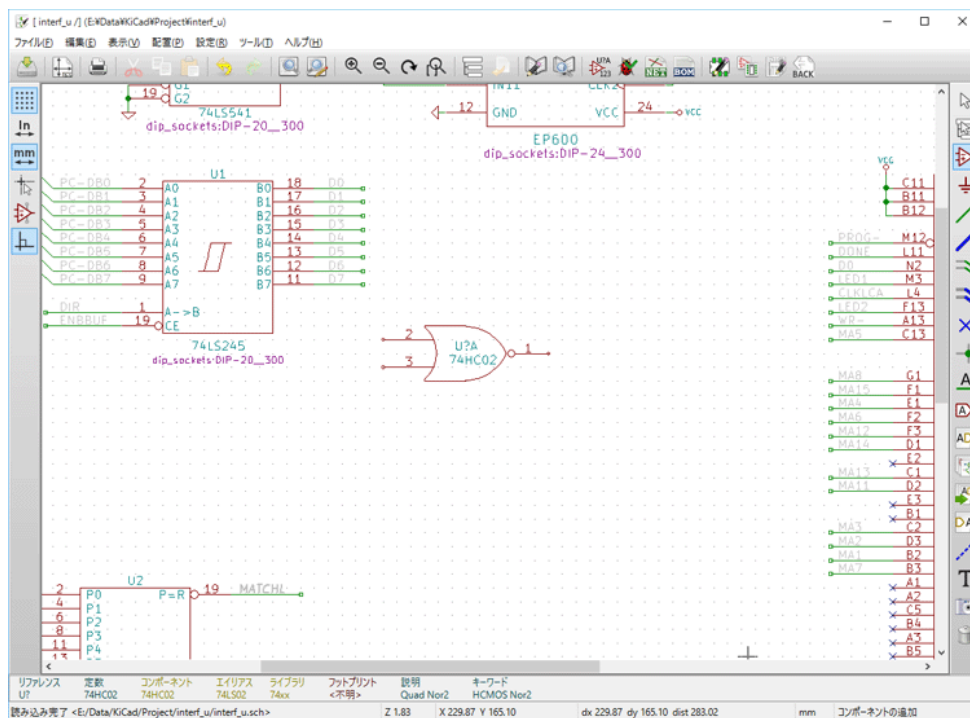 [ interf_u /] (E:¥Data¥KiCad¥Project¥interf_u)
ファイル(F) 編集(E) 表示(V) 配置(P) 設定(R) ツール(T) ヘルプ(H)
U?A 123
NET
BOM
BACK
In
mm
19 G2
74LS541
dip_sockets:DIP-20__300
IN11 CLK2
12 GND VCC 24 VCC
EP600
dip_sockets:DIP-24__300
U1
PC-DB0 2 A0 B0 18 D0
PC-DB1 3 A1 B1 17 D1
PC-DB2 4 A2 B2 16 D2
PC-DB3 5 A3 B3 15 D3
PC-DB4 6 A4 B4 14 D4
PC-DB5 7 A5 B5 13 D5
PC-DB6 8 A6 B6 12 D6
PC-DB7 9 A7 B7 11 D7
DIR 1 A->B
ENBBUF 19 CE
74LS245
dip_sockets:DIP-20__300
2
3
U?A
74HC02
1
VCC
C11
B11
B12
PROG- M12
DONE L11
D0 N2
LED1 M3
CLKLCA L4
LED2 F13
WR- A13
MA5 C13
MA8 G1
MA15 F1
MA4 E1
MA6 F2
MA12 F3
MA14 D1
E2
MA13 C1
MA11 D2
E3
B1
MA3 C2
MA2 D3
MA1 B2
MA7 B3
A1
A2
C5
B4
A3
B5
U2
2 P0 P=R 19 MATCHL
4 P1
6 P2
8 P3
11 P4
13
リファレンス 定数 コンポーネント エイリアス ライブラリ フットプリント 説明 キーワード
U? 74HC02 74HC02 74LS02 74xx <不明> Quad Nor2 HCMOS Nor2
読み込み完了 <E:/Data/KiCad/Project/interf_u/interf_u.sch> Z 1.83 X 229.87 Y 165.10 dx 229.87 dy 165.10 dist 283.02 mm コンポーネントの追加